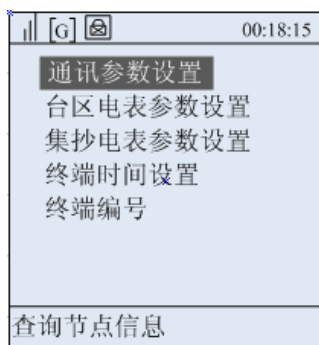 [G] 00:18:15
通讯参数设置
台区电表参数设置
集抄电表参数设置
终端时间设置
终端编号
查询节点信息